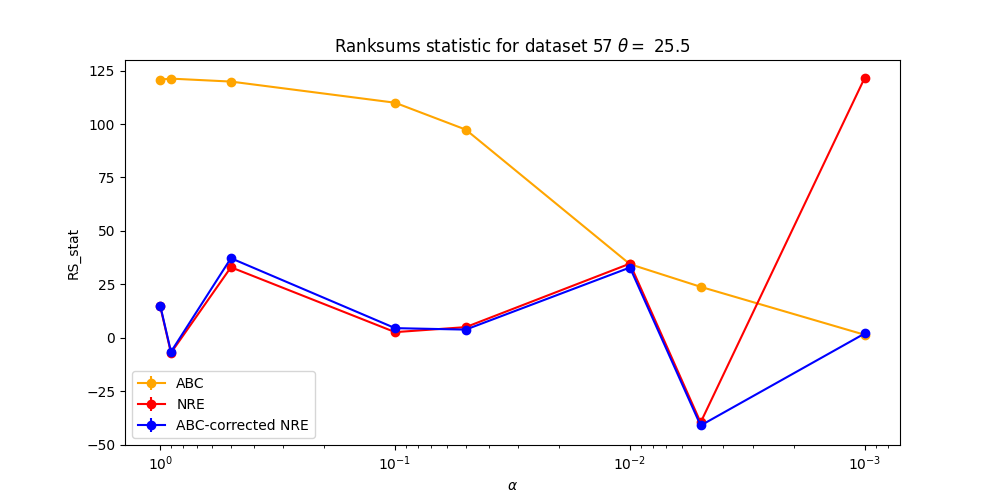 Ranksums statistic for dataset 57 θ = 25.5
RS_stat
125
100
75
50
25
0
−25
−50
ABC
NRE
ABC-corrected NRE
10⁰
10⁻¹
10⁻²
10⁻³
α